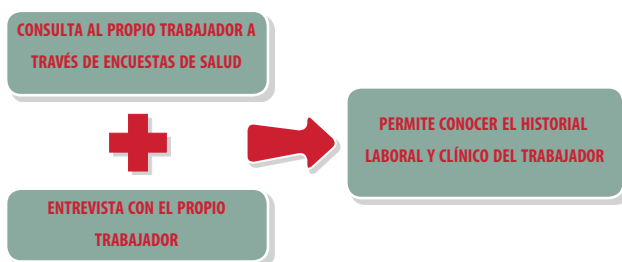 CONSULTA AL PROPIO TRABAJADOR A
TRAVÉS DE ENCUESTAS DE SALUD
PERMITE CONOCER EL HISTORIAL
LABORAL Y CLÍNICO DEL TRABAJADOR
ENTREVISTA CON EL PROPIO
TRABAJADOR